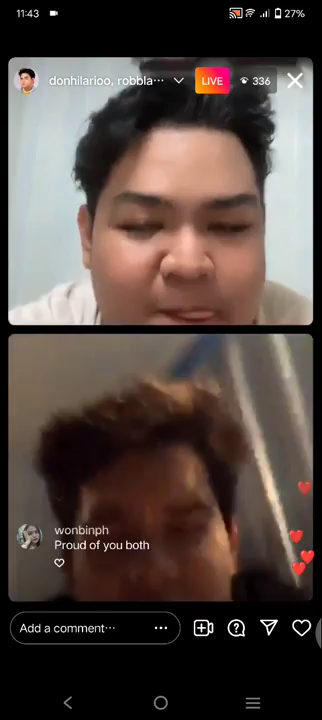 11:43
27%
donhilarioo, robbla···
LIVE
336
wonbinph
Proud of you both
Add a comment···